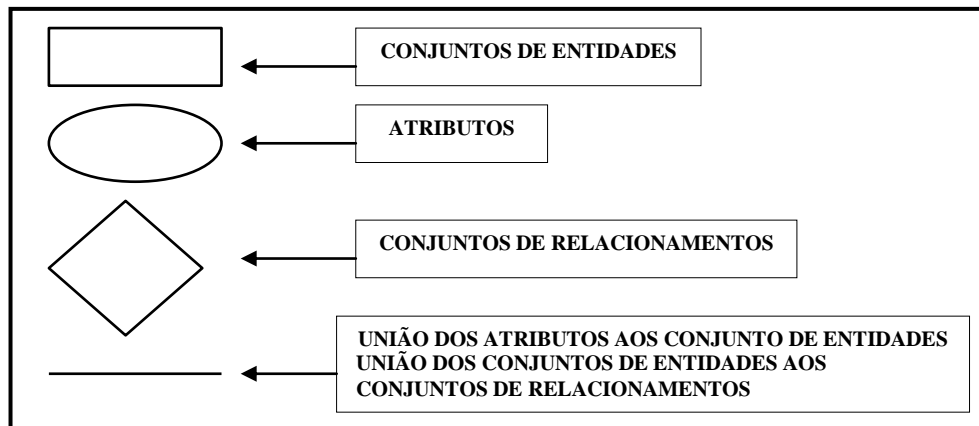 CONJUNTOS DE ENTIDADES
ATRIBUTOS
CONJUNTOS DE RELACIONAMENTOS
UNIÃO DOS ATRIBUTOS AOS CONJUNTO DE ENTIDADES
UNIÃO DOS CONJUNTOS DE ENTIDADES AOS
CONJUNTOS DE RELACIONAMENTOS